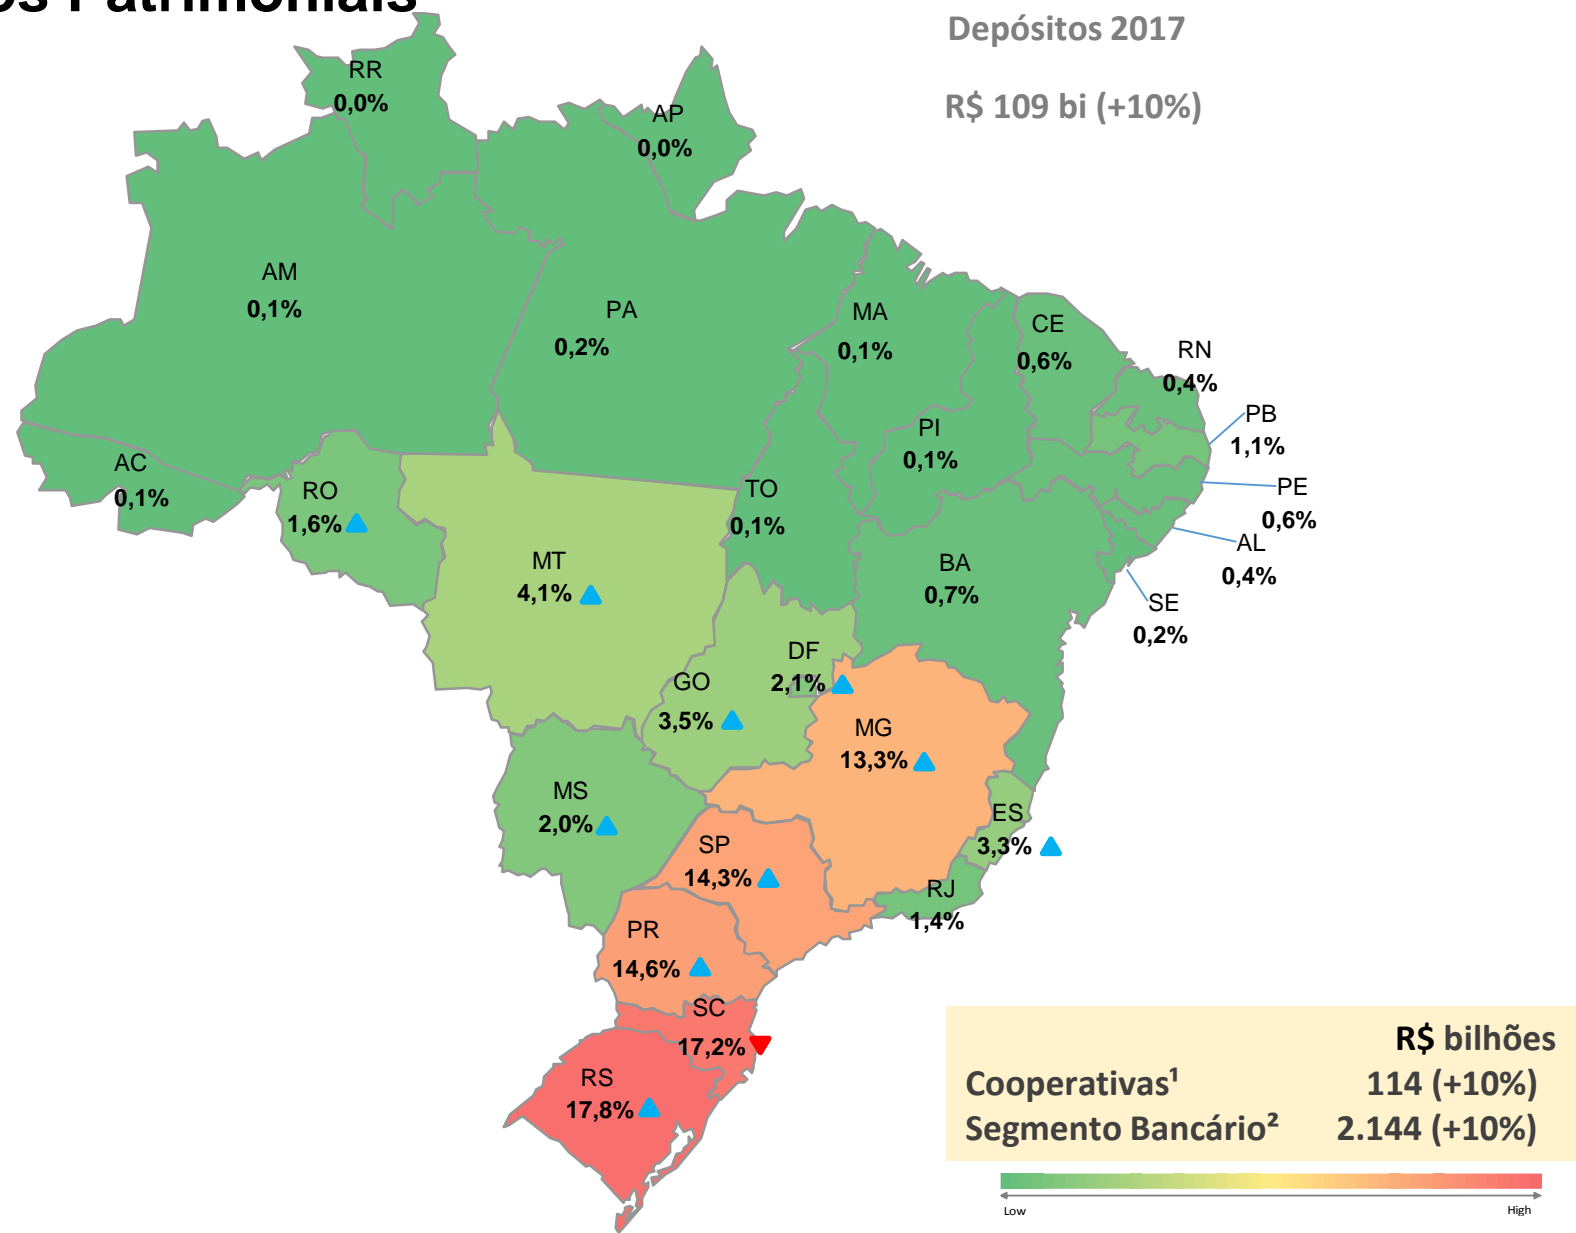 os Patrimoniais
Depósitos 2017
R$ 109 bi (+10%)
RR
0,0%
AP
0,0%
AM
0,1%
PA
0,2%
MA
0,1%
CE
0,6%
RN
0,4%
PB
1,1%
PI
0,1%
AC
0,1%
RO
1,6%
TO
0,1%
PE
0,6%
AL
0,4%
MT
4,1%
BA
0,7%
SE
0,2%
DF
2,1%
GO
3,5%
MG
13,3%
MS
2,0%
ES
3,3%
SP
14,3%
RJ
1,4%
PR
14,6%
SC
17,2%
RS
17,8%
R$ bilhões
Cooperativas¹ 114 (+10%)
Segmento Bancário² 2.144 (+10%)
Low High